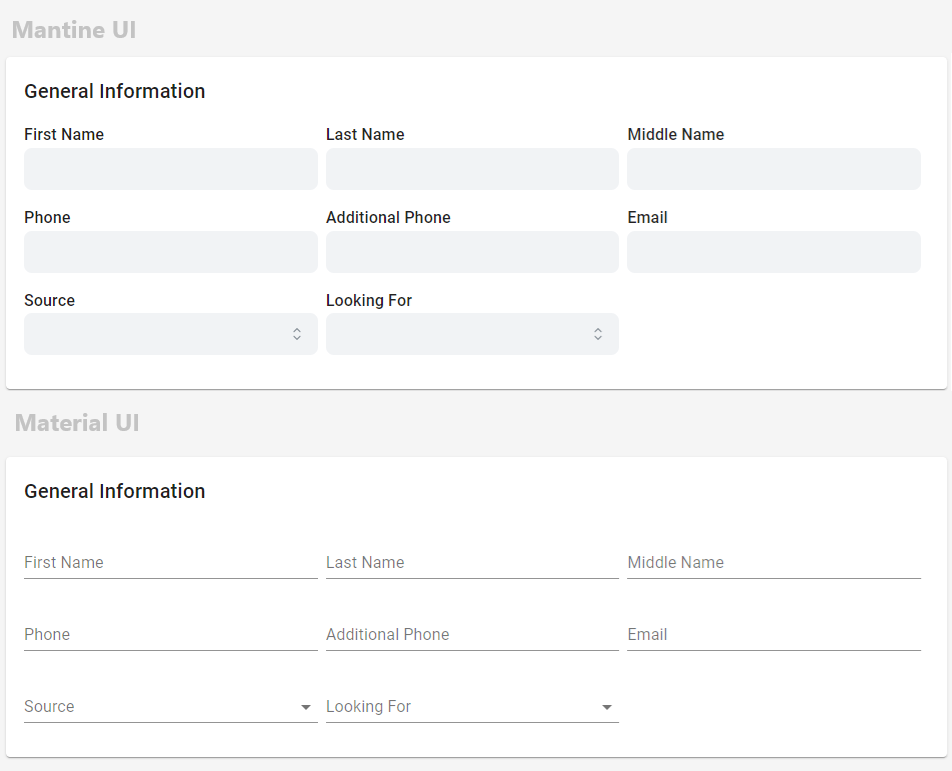 Mantine UI
General Information
First Name Last Name Middle Name
Phone Additional Phone Email
Source Looking For
Material UI
General Information
First Name Last Name Middle Name
Phone Additional Phone Email
Source Looking For